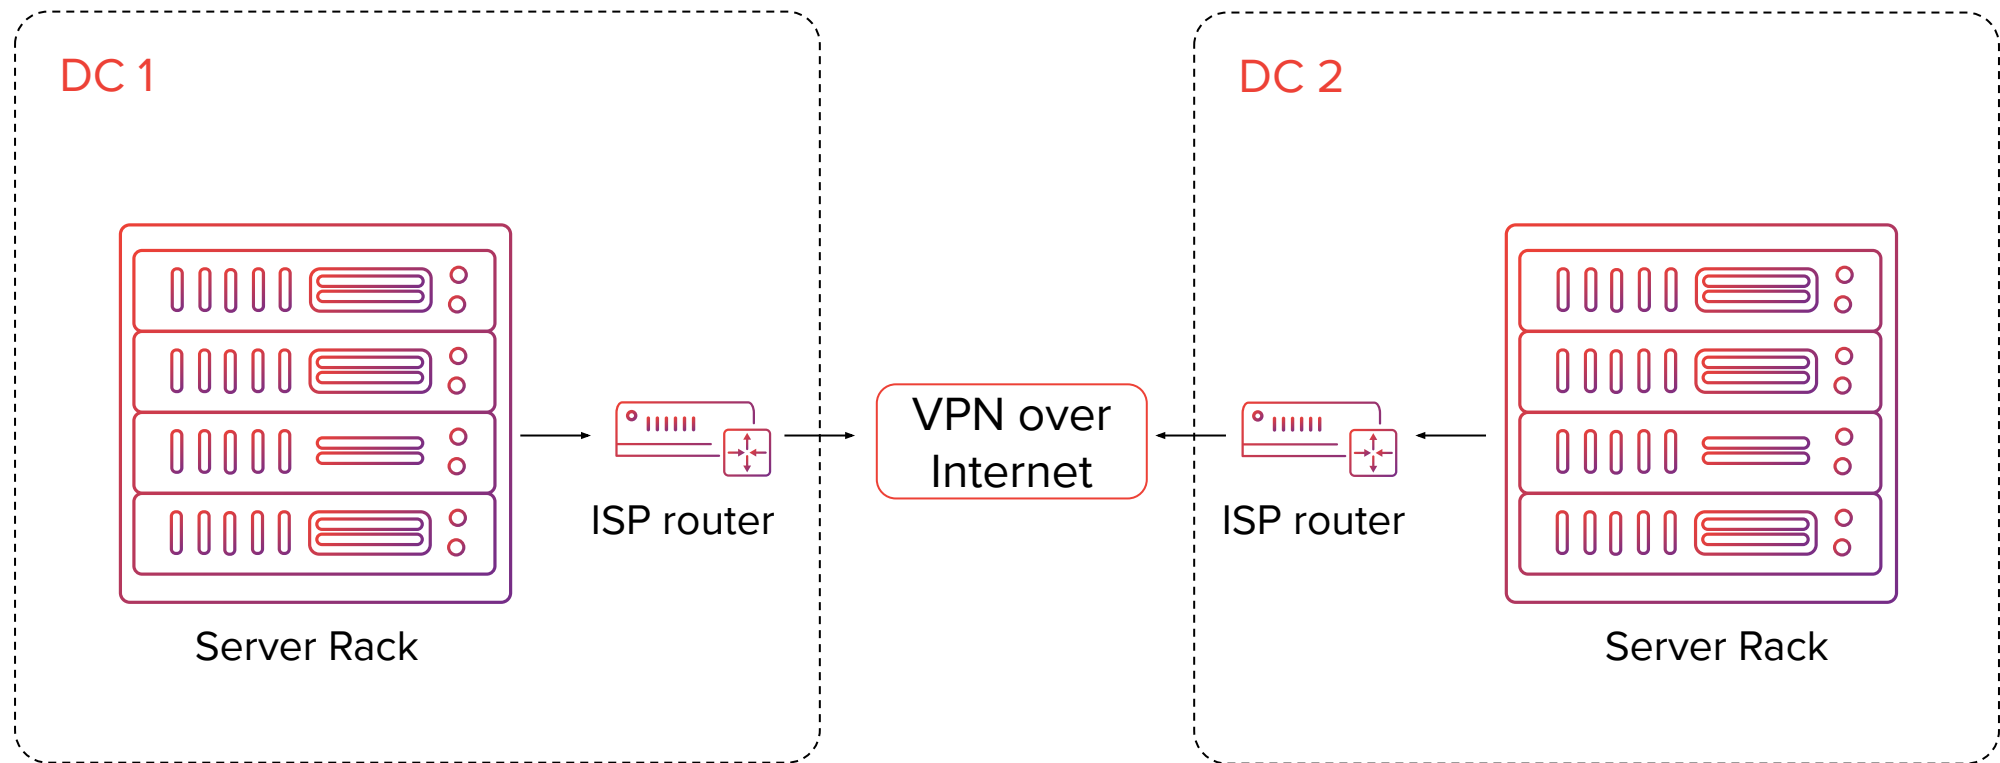 DC 1
DC 2
VPN over
Internet
ISP router
ISP router
Server Rack
Server Rack